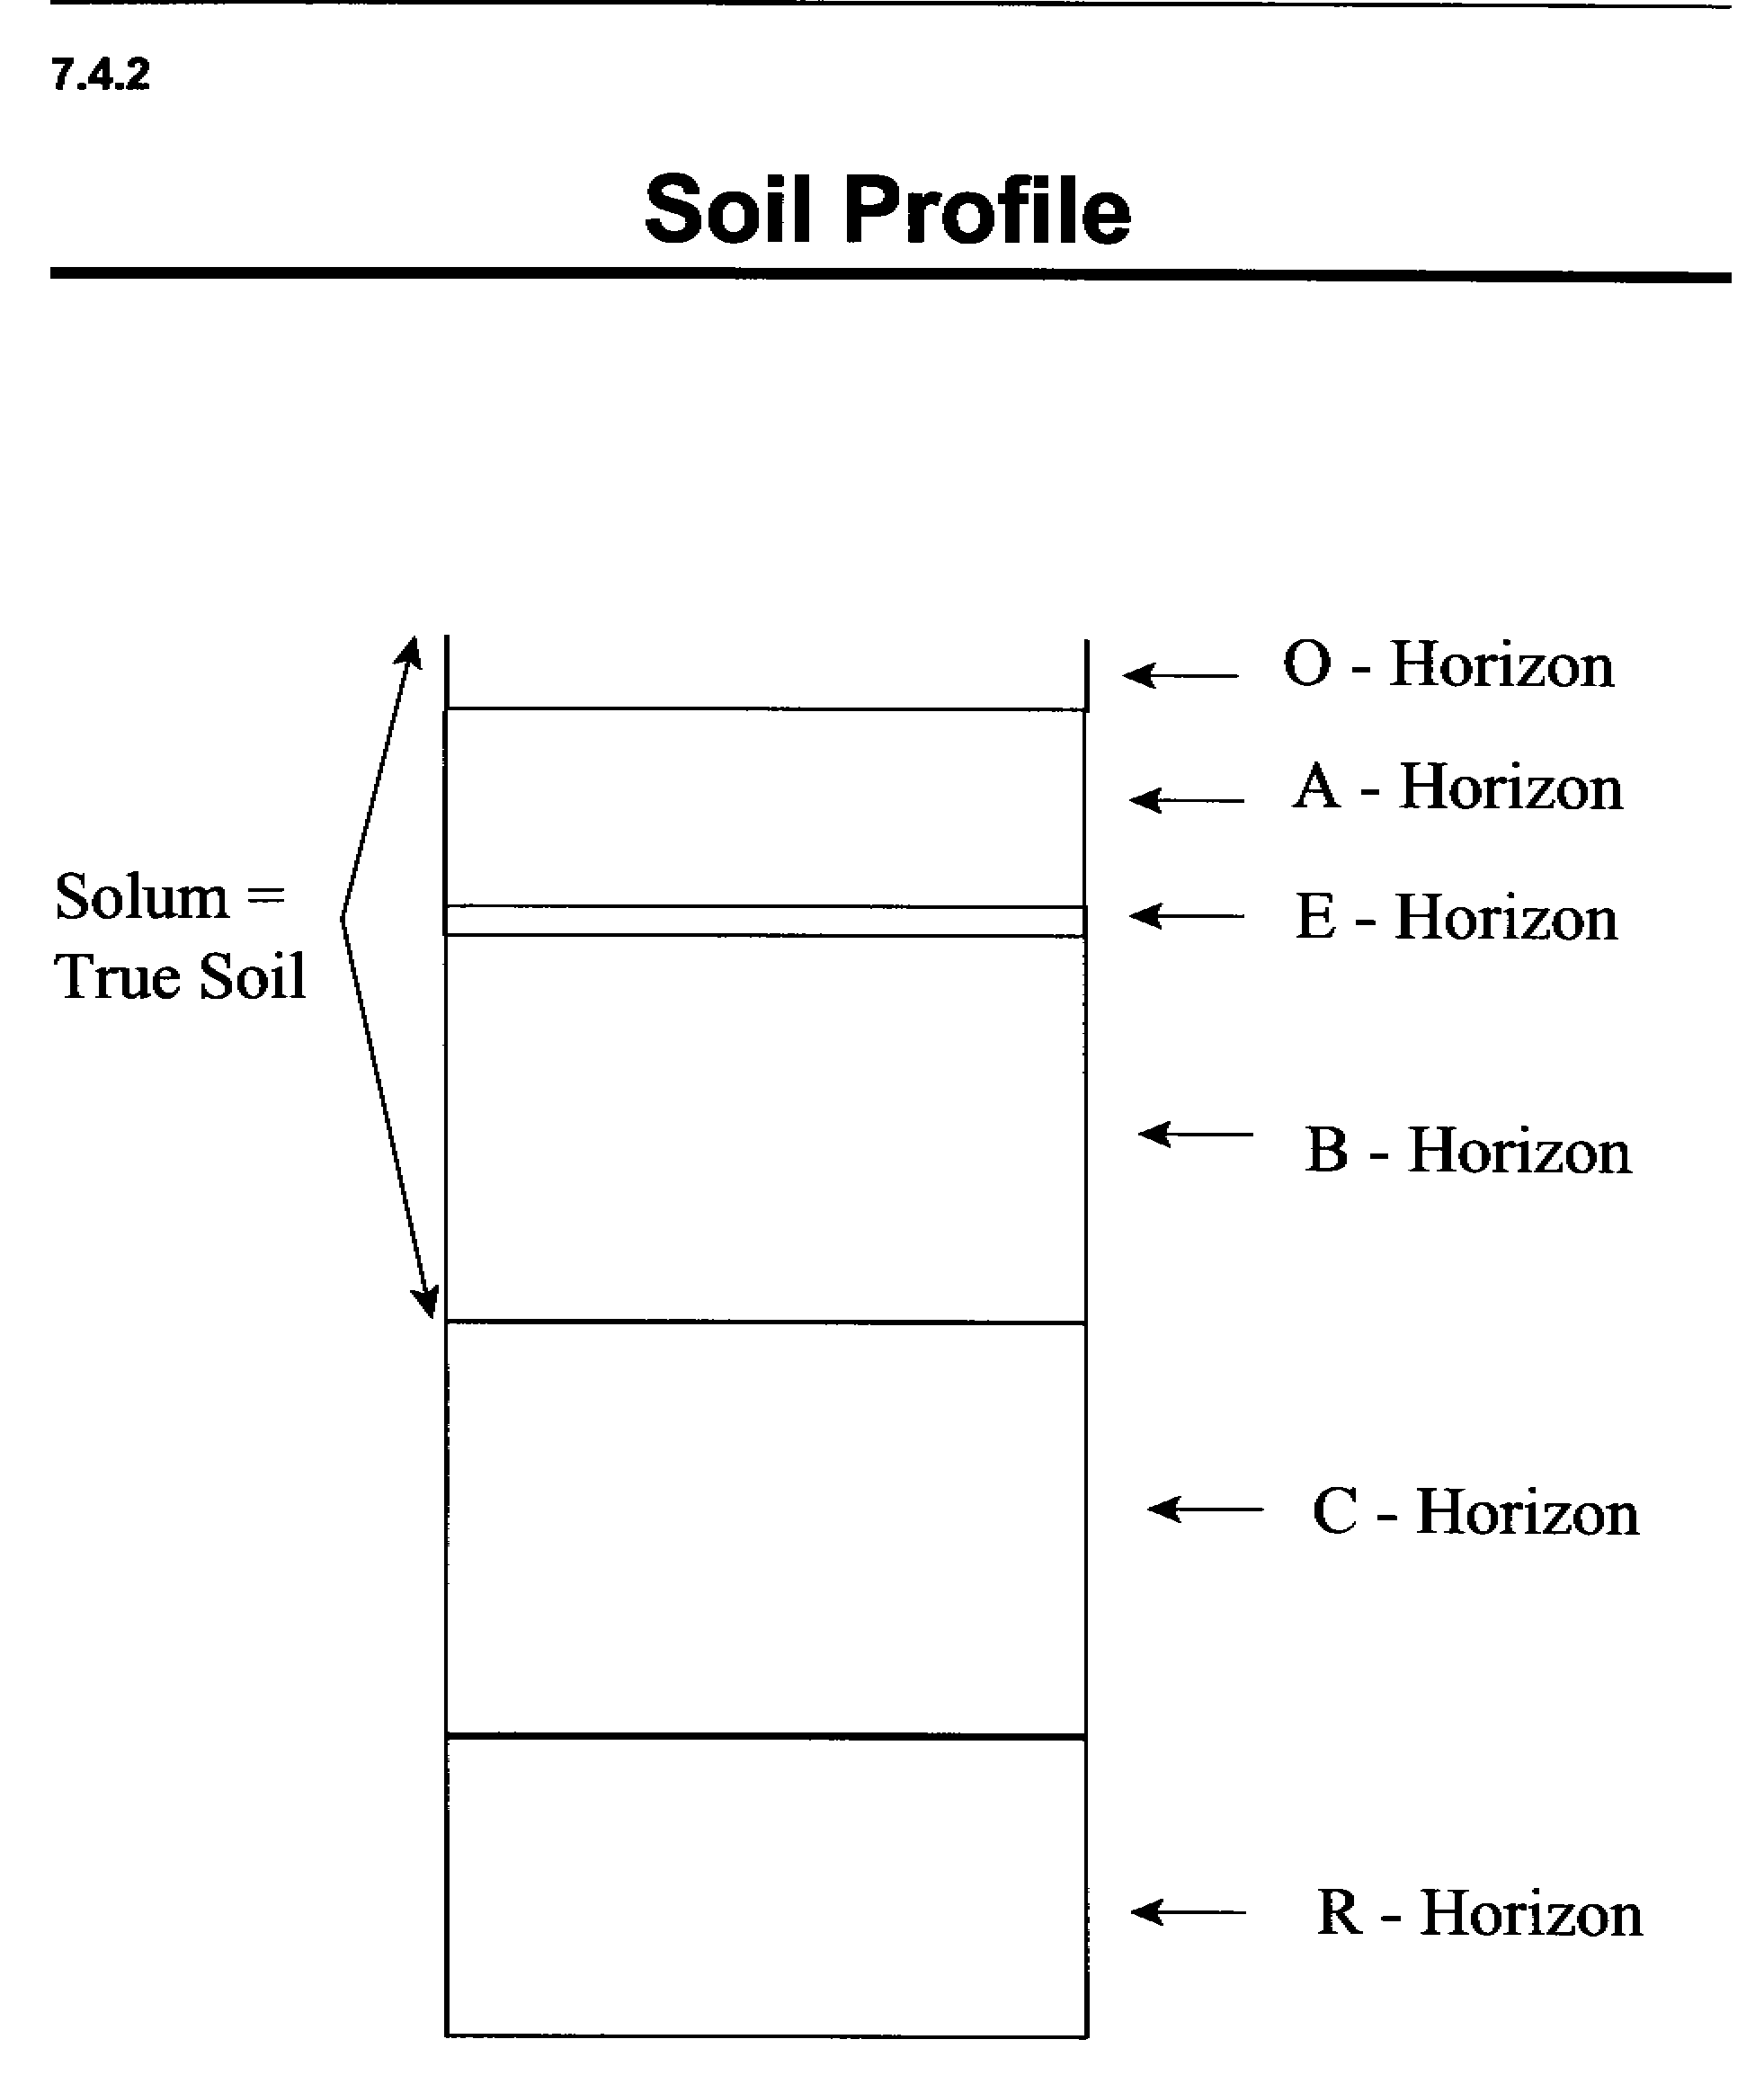 7.4.2
Soil Profile
O - Horizon
A - Horizon
Solum =
True Soil
E - Horizon
B - Horizon
C - Horizon
R - Horizon